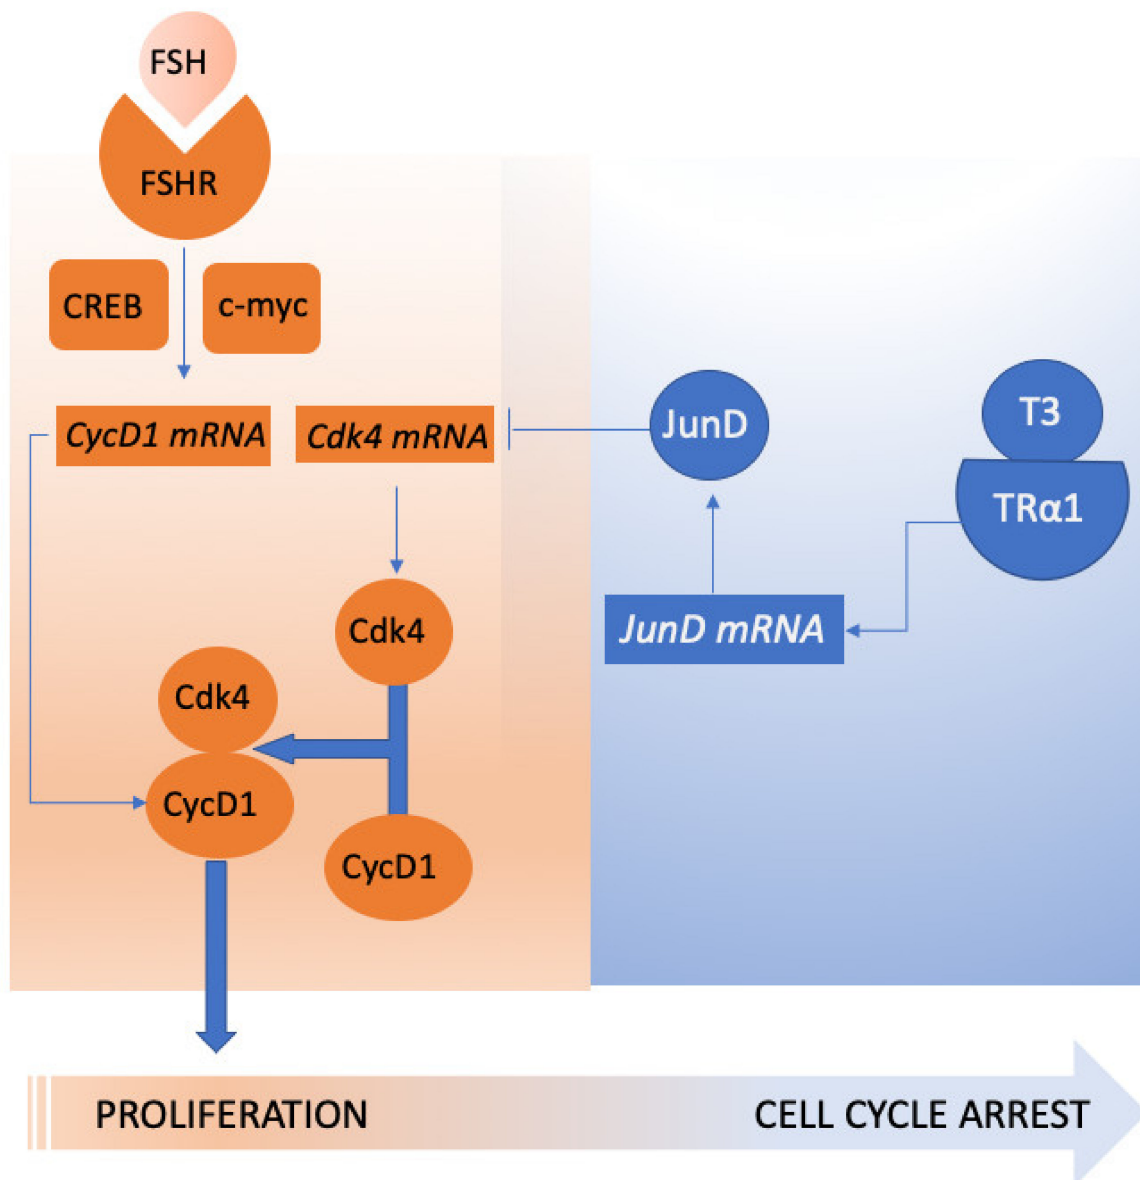 FSH
FSHR
CREB
c-myc
CycD1 mRNA
Cdk4 mRNA
JunD
T3
TRα1
JunD mRNA
Cdk4
Cdk4
CycD1
CycD1
PROLIFERATION
CELL CYCLE ARREST